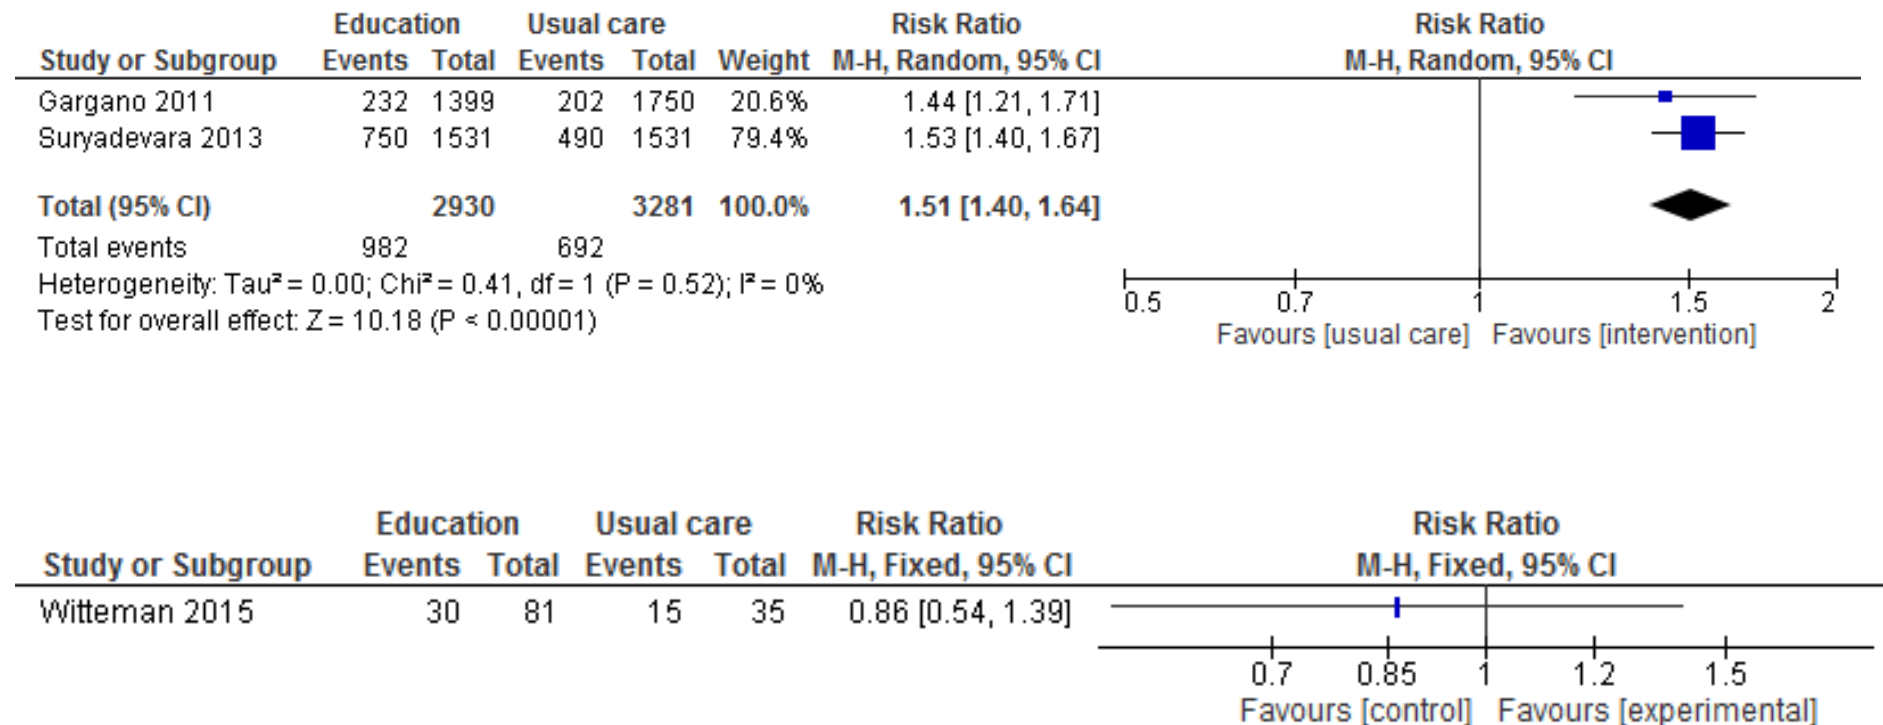 Education Usual care Risk Ratio Risk Ratio
Study or Subgroup Events Total Events Total Weight M-H, Random, 95% CI M-H, Random, 95% CI
Gargano 2011 232 1399 202 1750 20.6% 1.44 [1.21, 1.71]
Suryadevara 2013 750 1531 490 1531 79.4% 1.53 [1.40, 1.67]
Total (95% CI) 2930 3281 100.0% 1.51 [1.40, 1.64]
Total events 982 692
Heterogeneity: Tau² = 0.00; Chi² = 0.41, df = 1 (P = 0.52); I² = 0%
0.5 0.7 1 1.5 2
Test for overall effect: Z = 10.18 (P < 0.00001)
Favours [usual care] Favours [intervention]
Education Usual care Risk Ratio Risk Ratio
Study or Subgroup Events Total Events Total M-H, Fixed, 95% CI M-H, Fixed, 95% CI
Witteman 2015 30 81 15 35 0.86 [0.54, 1.39]
0.7 0.85 1 1.2 1.5
Favours [control] Favours [experimental]